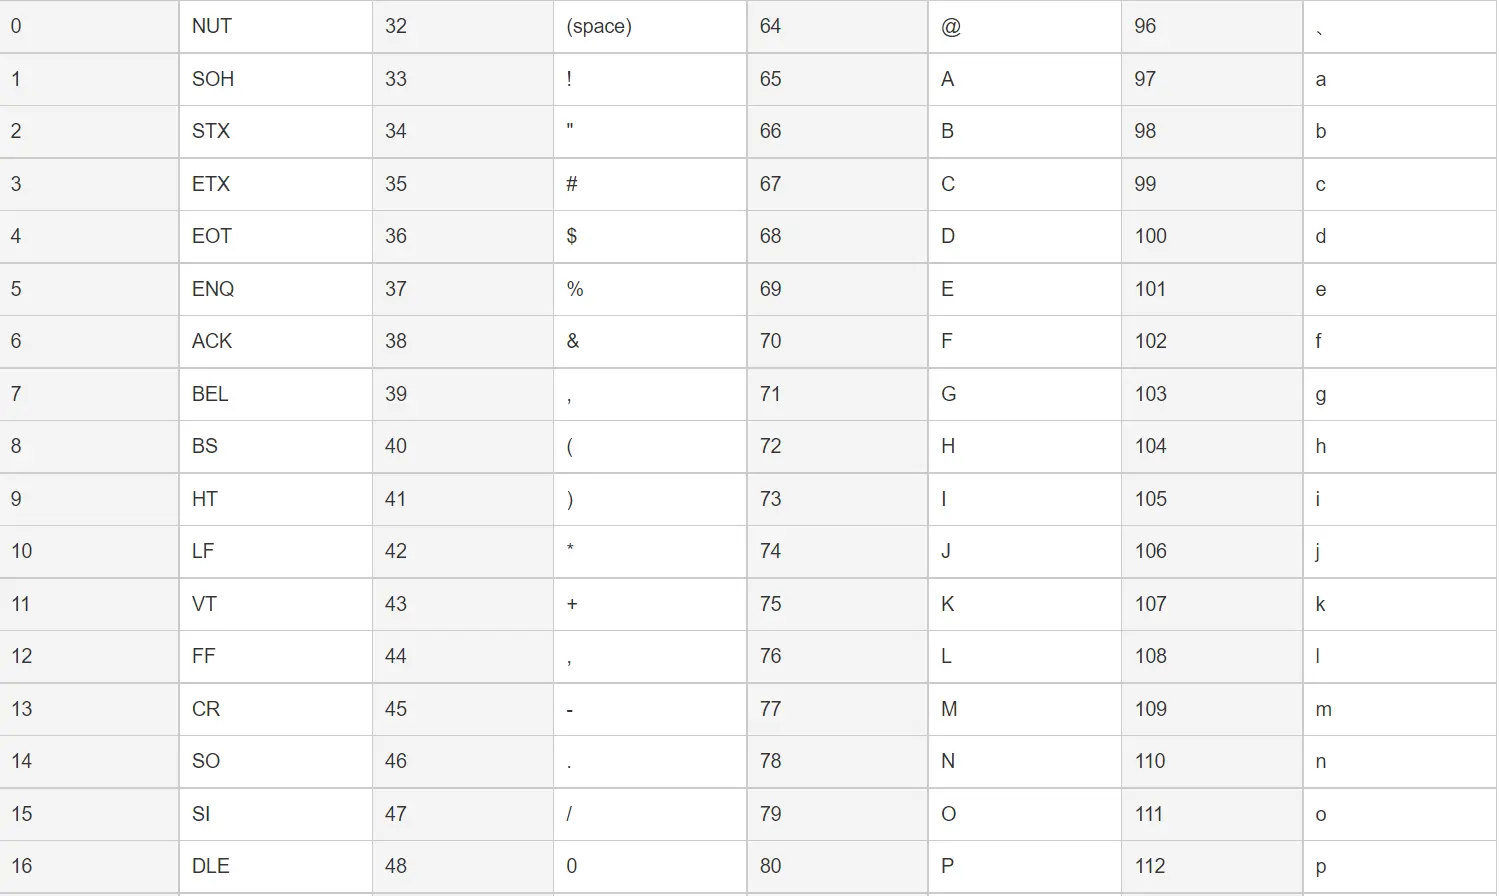 0 NUT 32 (space) 64 @ 96 、
1 SOH 33 ! 65 A 97 a
2 STX 34 " 66 B 98 b
3 ETX 35 # 67 C 99 c
4 EOT 36 $ 68 D 100 d
5 ENQ 37 % 69 E 101 e
6 ACK 38 & 70 F 102 f
7 BEL 39 , 71 G 103 g
8 BS 40 ( 72 H 104 h
9 HT 41 ) 73 I 105 i
10 LF 42 * 74 J 106 j
11 VT 43 + 75 K 107 k
12 FF 44 , 76 L 108 l
13 CR 45 - 77 M 109 m
14 SO 46 . 78 N 110 n
15 SI 47 / 79 O 111 o
16 DLE 48 0 80 P 112 p